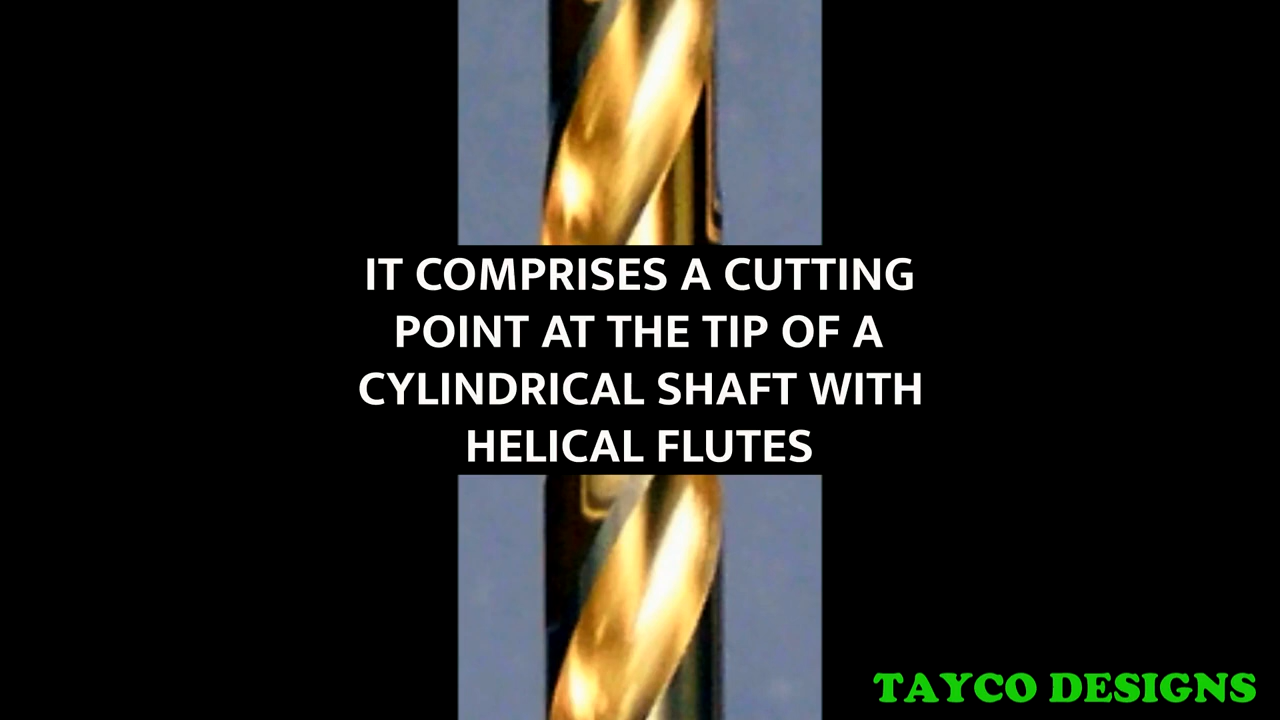 IT COMPRISES A CUTTING
POINT AT THE TIP OF A
CYLINDRICAL SHAFT WITH
HELICAL FLUTES
TAYCO DESIGNS